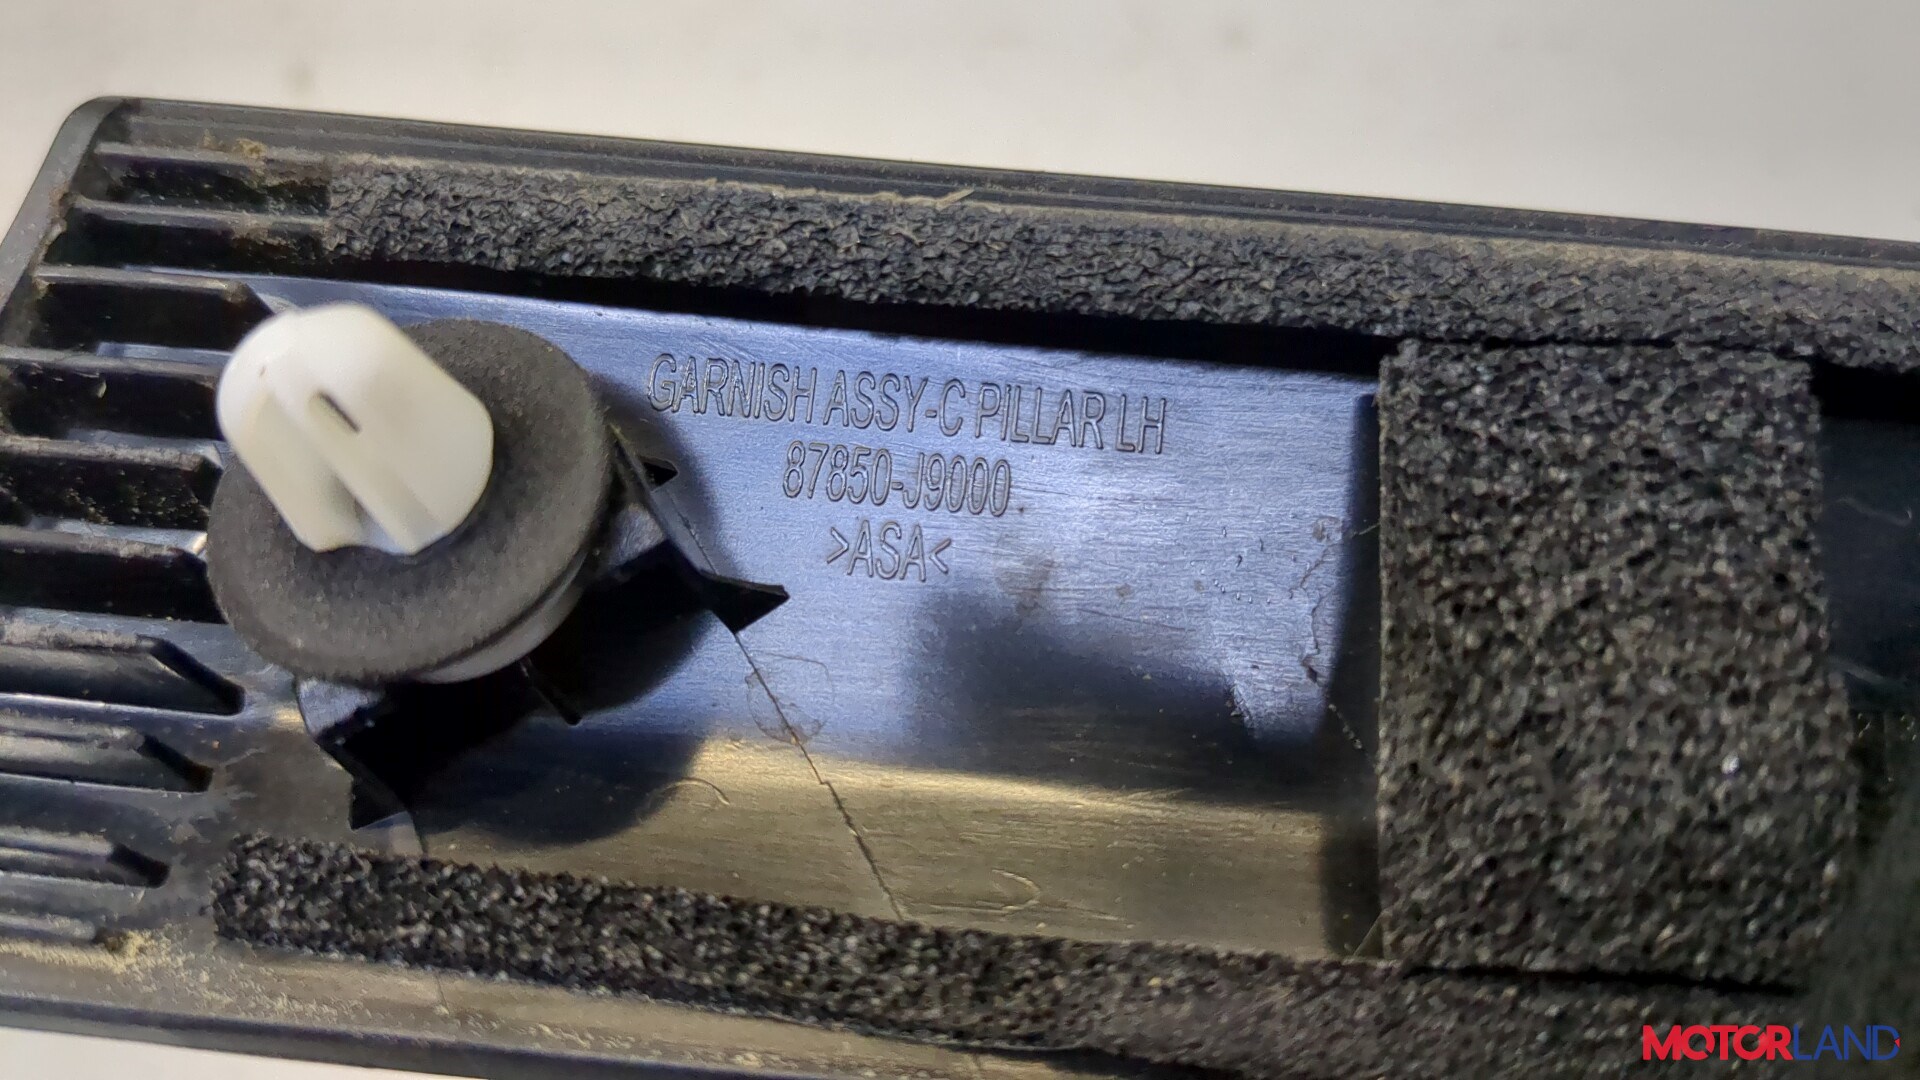 GARNISH ASSY-C PILLAR LH
87850-J9000
>ASA<
MOTORLAND